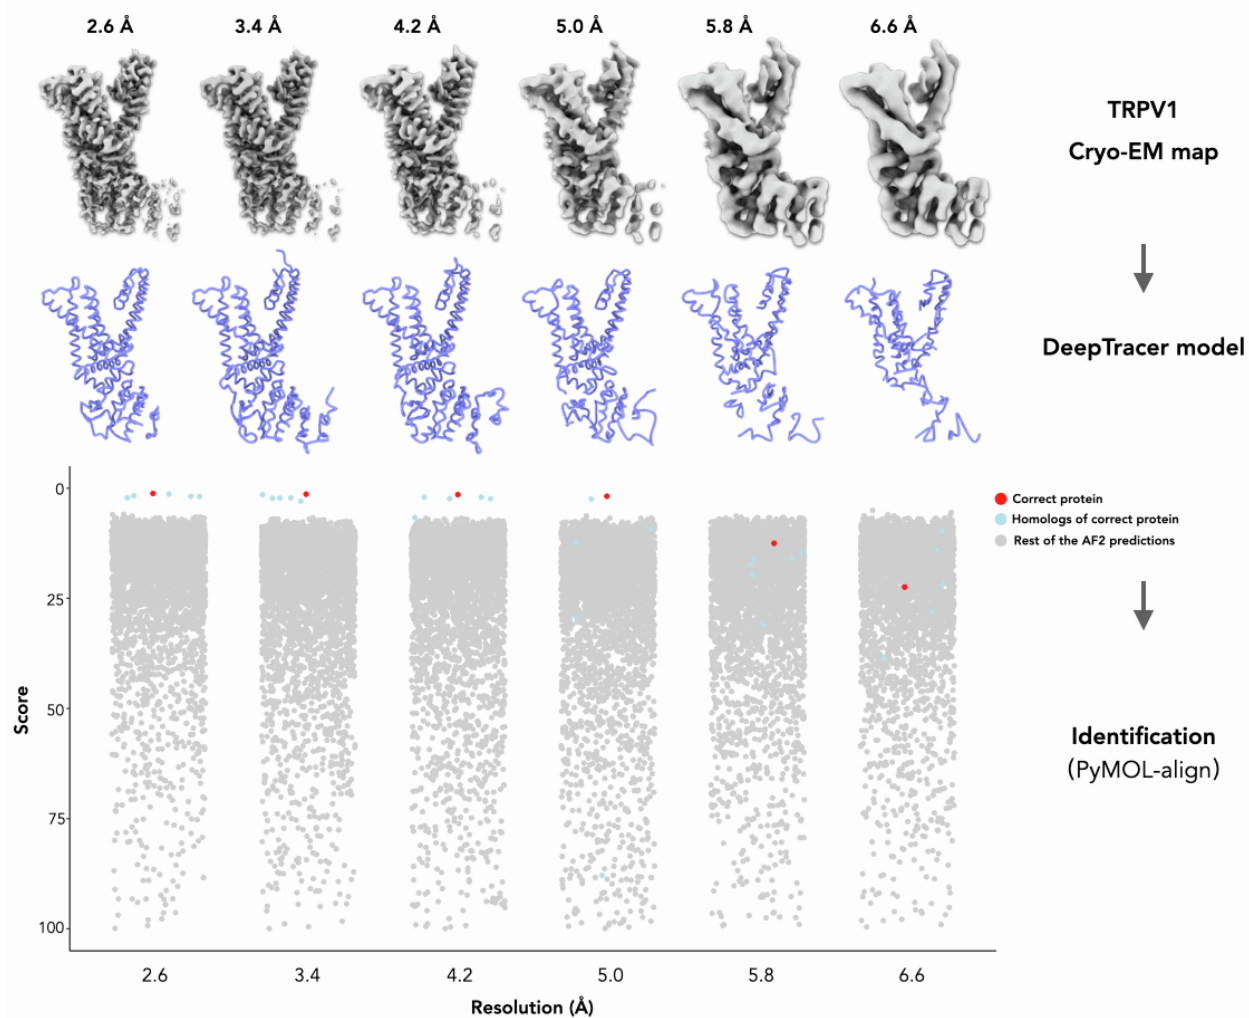 2.6 Å 3.4 Å 4.2 Å 5.0 Å 5.8 Å 6.6 Å
TRPV1
Cryo-EM map
DeepTracer model
Correct protein
Homologs of correct protein
Rest of the AF2 predictions
Identification
(PyMOL-align)
Score
0
25
50
75
100
2.6 3.4 4.2 5.0 5.8 6.6
Resolution (Å)